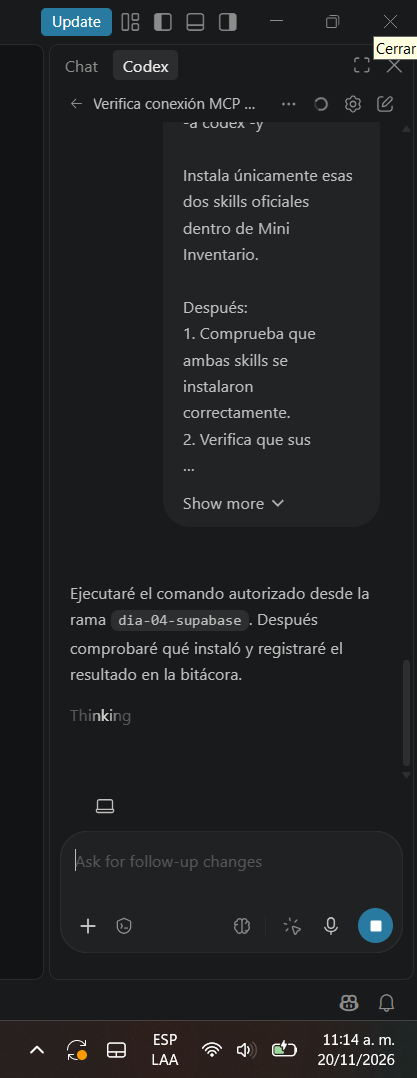 Update
Cerrar
Chat
Codex
Verifica conexión MCP ...
-a codex -y
Instala únicamente esas
dos skills oficiales
dentro de Mini
Inventario.
Después:
1. Comprueba que
ambas skills se
instalaron
correctamente.
2. Verifica que sus
...
Show more
Ejecutaré el comando autorizado desde la
rama dia-04-supabase. Después
comprobaré qué instaló y registraré el
resultado en la bitácora.
Thinking
Ask for follow-up changes
ESP
LAA
11:14 a. m.
20/11/2026